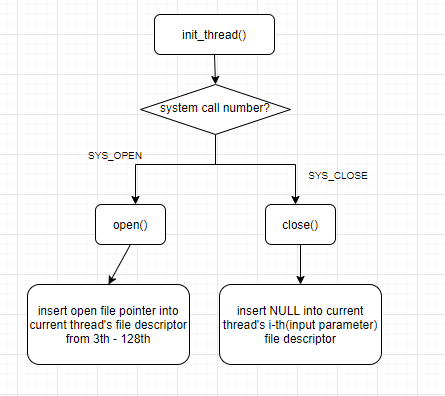 init_thread()
system call number?
SYS_OPEN
SYS_CLOSE
open()
close()
insert open file pointer into
current thread's file descriptor
from 3th - 128th
insert NULL into current
thread's i-th(input parameter)
file descriptor